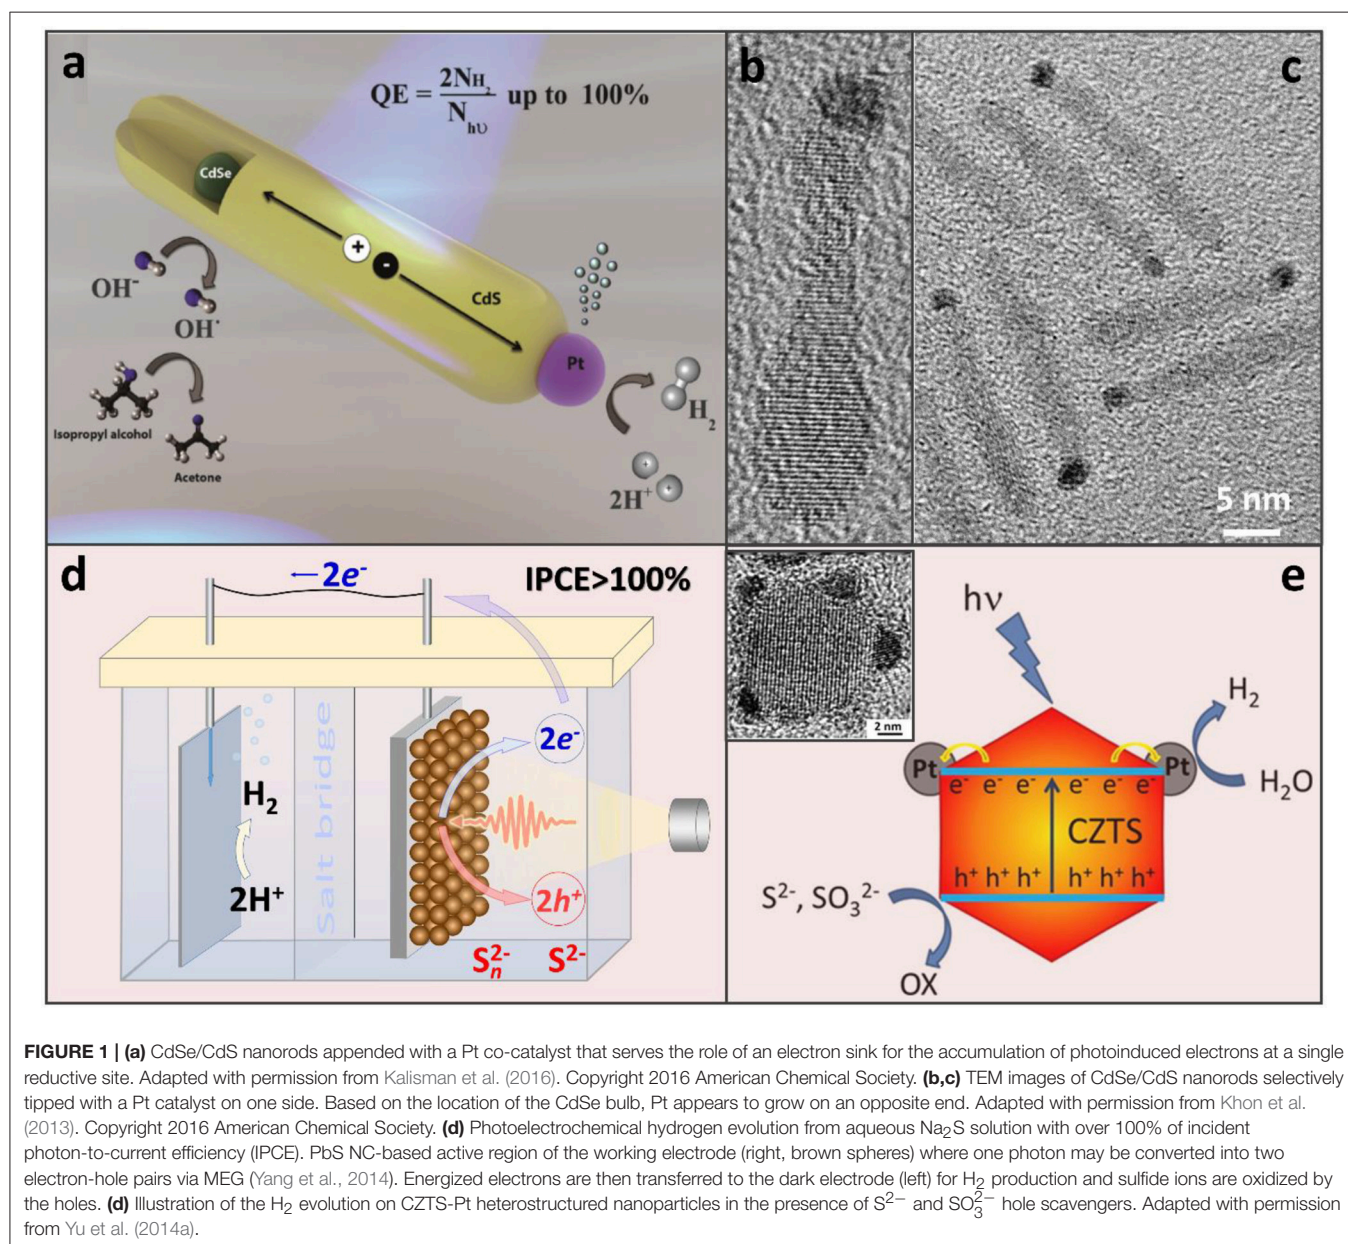 a
QE = 2N_H₂ / N_hυ up to 100%
CdSe
+
-
CdS
OH⁻
OH·
Pt
H₂
Isopropyl alcohol
Acetone
2H⁺
+
+
b
c
5 nm
d
←2e⁻
IPCE>100%
Salt bridge
2e⁻
H₂
2H⁺
2h⁺
Sₙ²⁻ S²⁻
2 nm
e
hν
H₂
Pt
Pt
e⁻ e⁻ e⁻ e⁻ e⁻ e⁻
H₂O
CZTS
h⁺ h⁺ h⁺ h⁺ h⁺ h⁺
S²⁻, SO₃²⁻
OX
FIGURE 1 | (a) CdSe/CdS nanorods appended with a Pt co-catalyst that serves the role of an electron sink for the accumulation of photoinduced electrons at a single
reductive site. Adapted with permission from Kalisman et al. (2016). Copyright 2016 American Chemical Society. (b,c) TEM images of CdSe/CdS nanorods selectively
tipped with a Pt catalyst on one side. Based on the location of the CdSe bulb, Pt appears to grow on an opposite end. Adapted with permission from Khon et al.
(2013). Copyright 2016 American Chemical Society. (d) Photoelectrochemical hydrogen evolution from aqueous Na₂S solution with over 100% of incident
photon-to-current efficiency (IPCE). PbS NC-based active region of the working electrode (right, brown spheres) where one photon may be converted into two
electron-hole pairs via MEG (Yang et al., 2014). Energized electrons are then transferred to the dark electrode (left) for H₂ production and sulfide ions are oxidized by
the holes. (d) Illustration of the H₂ evolution on CZTS-Pt heterostructured nanoparticles in the presence of S²⁻ and SO₃²⁻ hole scavengers. Adapted with permission
from Yu et al. (2014a).